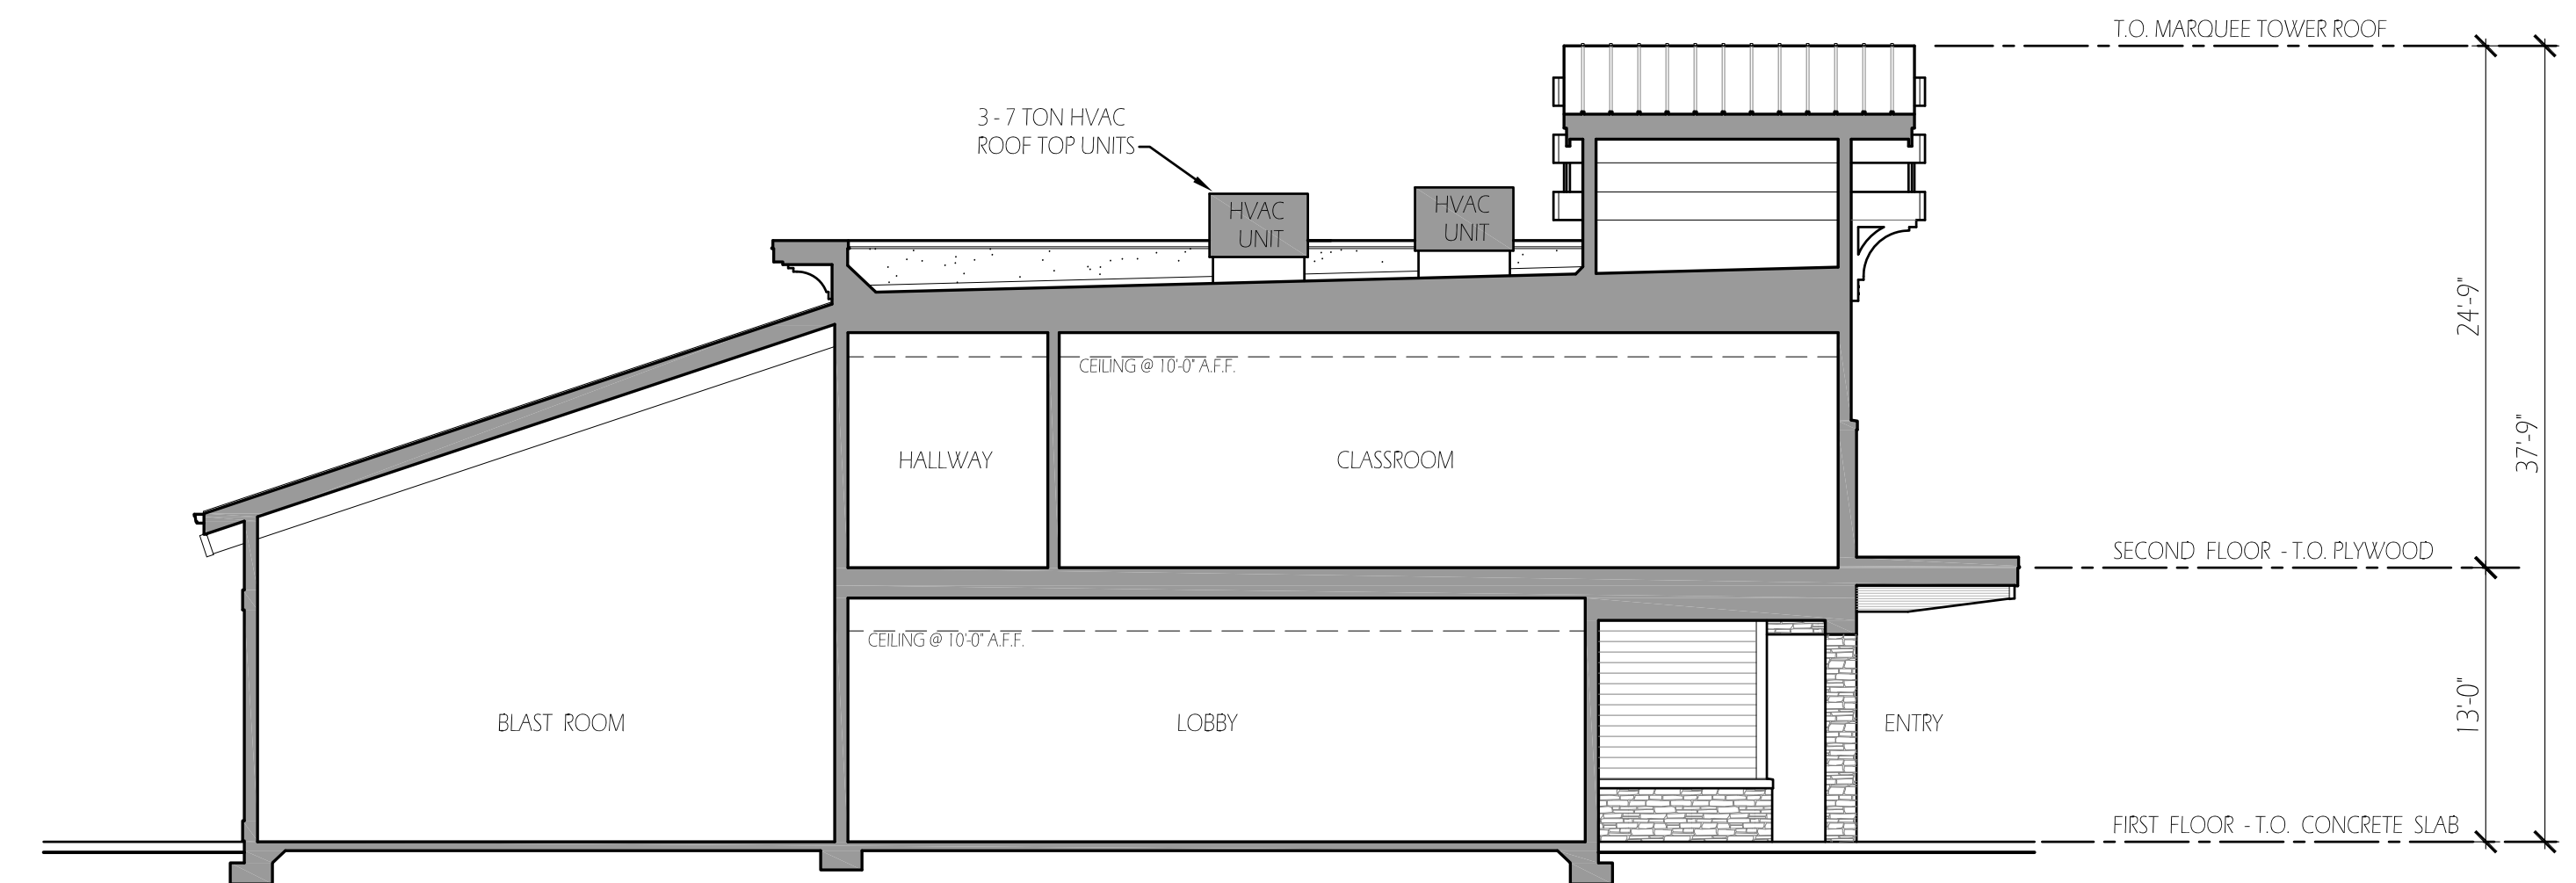 T.O. MARQUEE TOWER ROOF
3 - 7 TON HVAC
ROOF TOP UNITS
HVAC
UNIT
HVAC
UNIT
24'-9"
CEILING @ 10'-0" A.F.F.
37'-9"
HALLWAY
CLASSROOM
SECOND FLOOR - T.O. PLYWOOD
CEILING @ 10'-0" A.F.F.
13'-0"
BLAST ROOM
LOBBY
ENTRY
FIRST FLOOR - T.O. CONCRETE SLAB